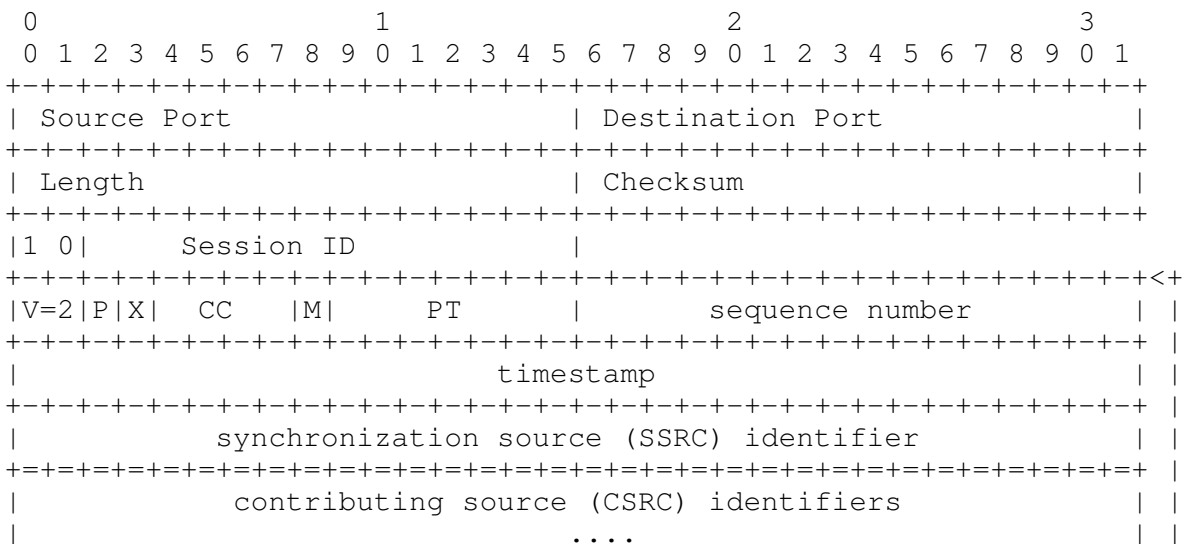 0                   1                   2                   3
 0 1 2 3 4 5 6 7 8 9 0 1 2 3 4 5 6 7 8 9 0 1 2 3 4 5 6 7 8 9 0 1
+-+-+-+-+-+-+-+-+-+-+-+-+-+-+-+-+-+-+-+-+-+-+-+-+-+-+-+-+-+-+-+-+
| Source Port                   | Destination Port              |
+-+-+-+-+-+-+-+-+-+-+-+-+-+-+-+-+-+-+-+-+-+-+-+-+-+-+-+-+-+-+-+-+
| Length                        | Checksum                      |
+-+-+-+-+-+-+-+-+-+-+-+-+-+-+-+-+-+-+-+-+-+-+-+-+-+-+-+-+-+-+-+-+
|1 0|     Session ID            |
+-+-+-+-+-+-+-+-+-+-+-+-+-+-+-+-+-+-+-+-+-+-+-+-+-+-+-+-+-+-+-+-+<+
|V=2|P|X|  CC   |M|     PT      |       sequence number         | |
+-+-+-+-+-+-+-+-+-+-+-+-+-+-+-+-+-+-+-+-+-+-+-+-+-+-+-+-+-+-+-+-+ |
|                           timestamp                           | |
+-+-+-+-+-+-+-+-+-+-+-+-+-+-+-+-+-+-+-+-+-+-+-+-+-+-+-+-+-+-+-+-+ |
|           synchronization source (SSRC) identifier            | |
+=+=+=+=+=+=+=+=+=+=+=+=+=+=+=+=+=+=+=+=+=+=+=+=+=+=+=+=+=+=+=+=+ |
|            contributing source (CSRC) identifiers             | |
|                               ....                            | |